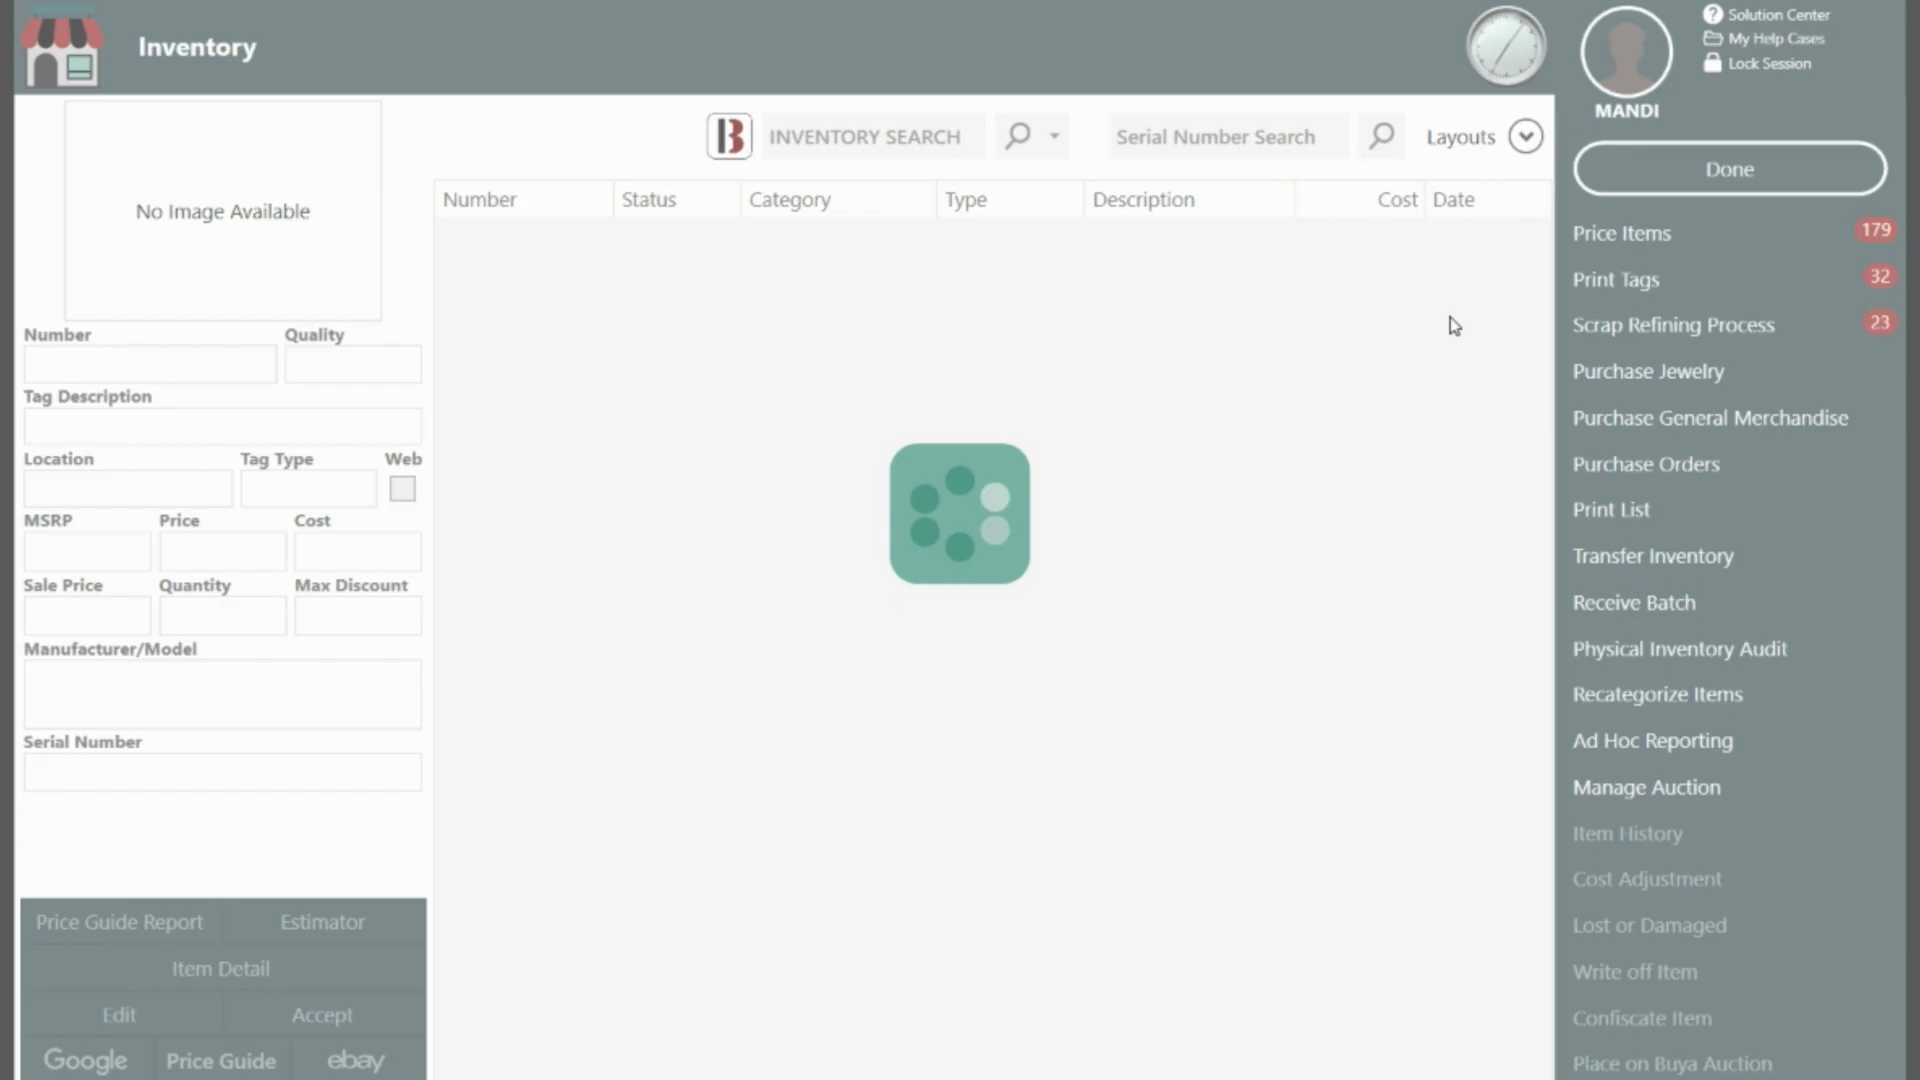 Inventory
Solution Center
My Help Cases
Lock Session
MANDI
Done
No Image Available
B INVENTORY SEARCH
Serial Number Search
Layouts
Number Status Category Type Description Cost Date
Number Quality
Tag Description
Location Tag Type Web
MSRP Price Cost
Sale Price Quantity Max Discount
Manufacturer/Model
Serial Number
Price Guide Report Estimator
Item Detail
Edit Accept
Google Price Guide ebay
Price Items 179
Print Tags 32
Scrap Refining Process 23
Purchase Jewelry
Purchase General Merchandise
Purchase Orders
Print List
Transfer Inventory
Receive Batch
Physical Inventory Audit
Recategorize Items
Ad Hoc Reporting
Manage Auction
Item History
Cost Adjustment
Lost or Damaged
Write off Item
Confiscate Item
Place on Buya Auction